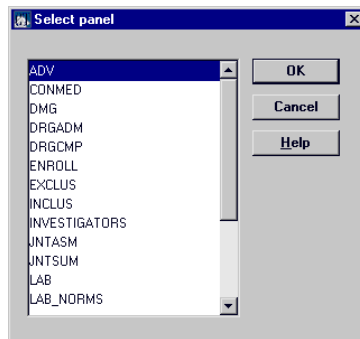 Select panel
ADV
CONMED
DMG
DRGADM
DRGCMP
ENROLL
EXCLUS
INCLUS
INVESTIGATORS
JNTASM
JNTSUM
LAB
LAB_NORMS
OK
Cancel
Help